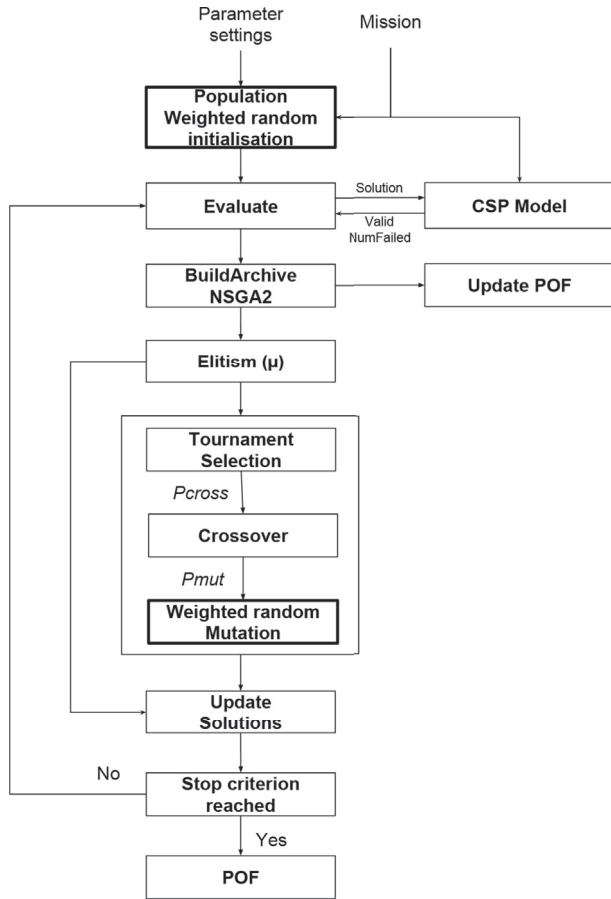 Parameter
settings
Mission
Population
Weighted random
initialisation
Evaluate
Solution
Valid
NumFailed
CSP Model
BuildArchive
NSGA2
Update POF
Elitism (μ)
Tournament
Selection
Pcross
Crossover
Pmut
Weighted random
Mutation
Update
Solutions
No
Stop criterion
reached
Yes
POF